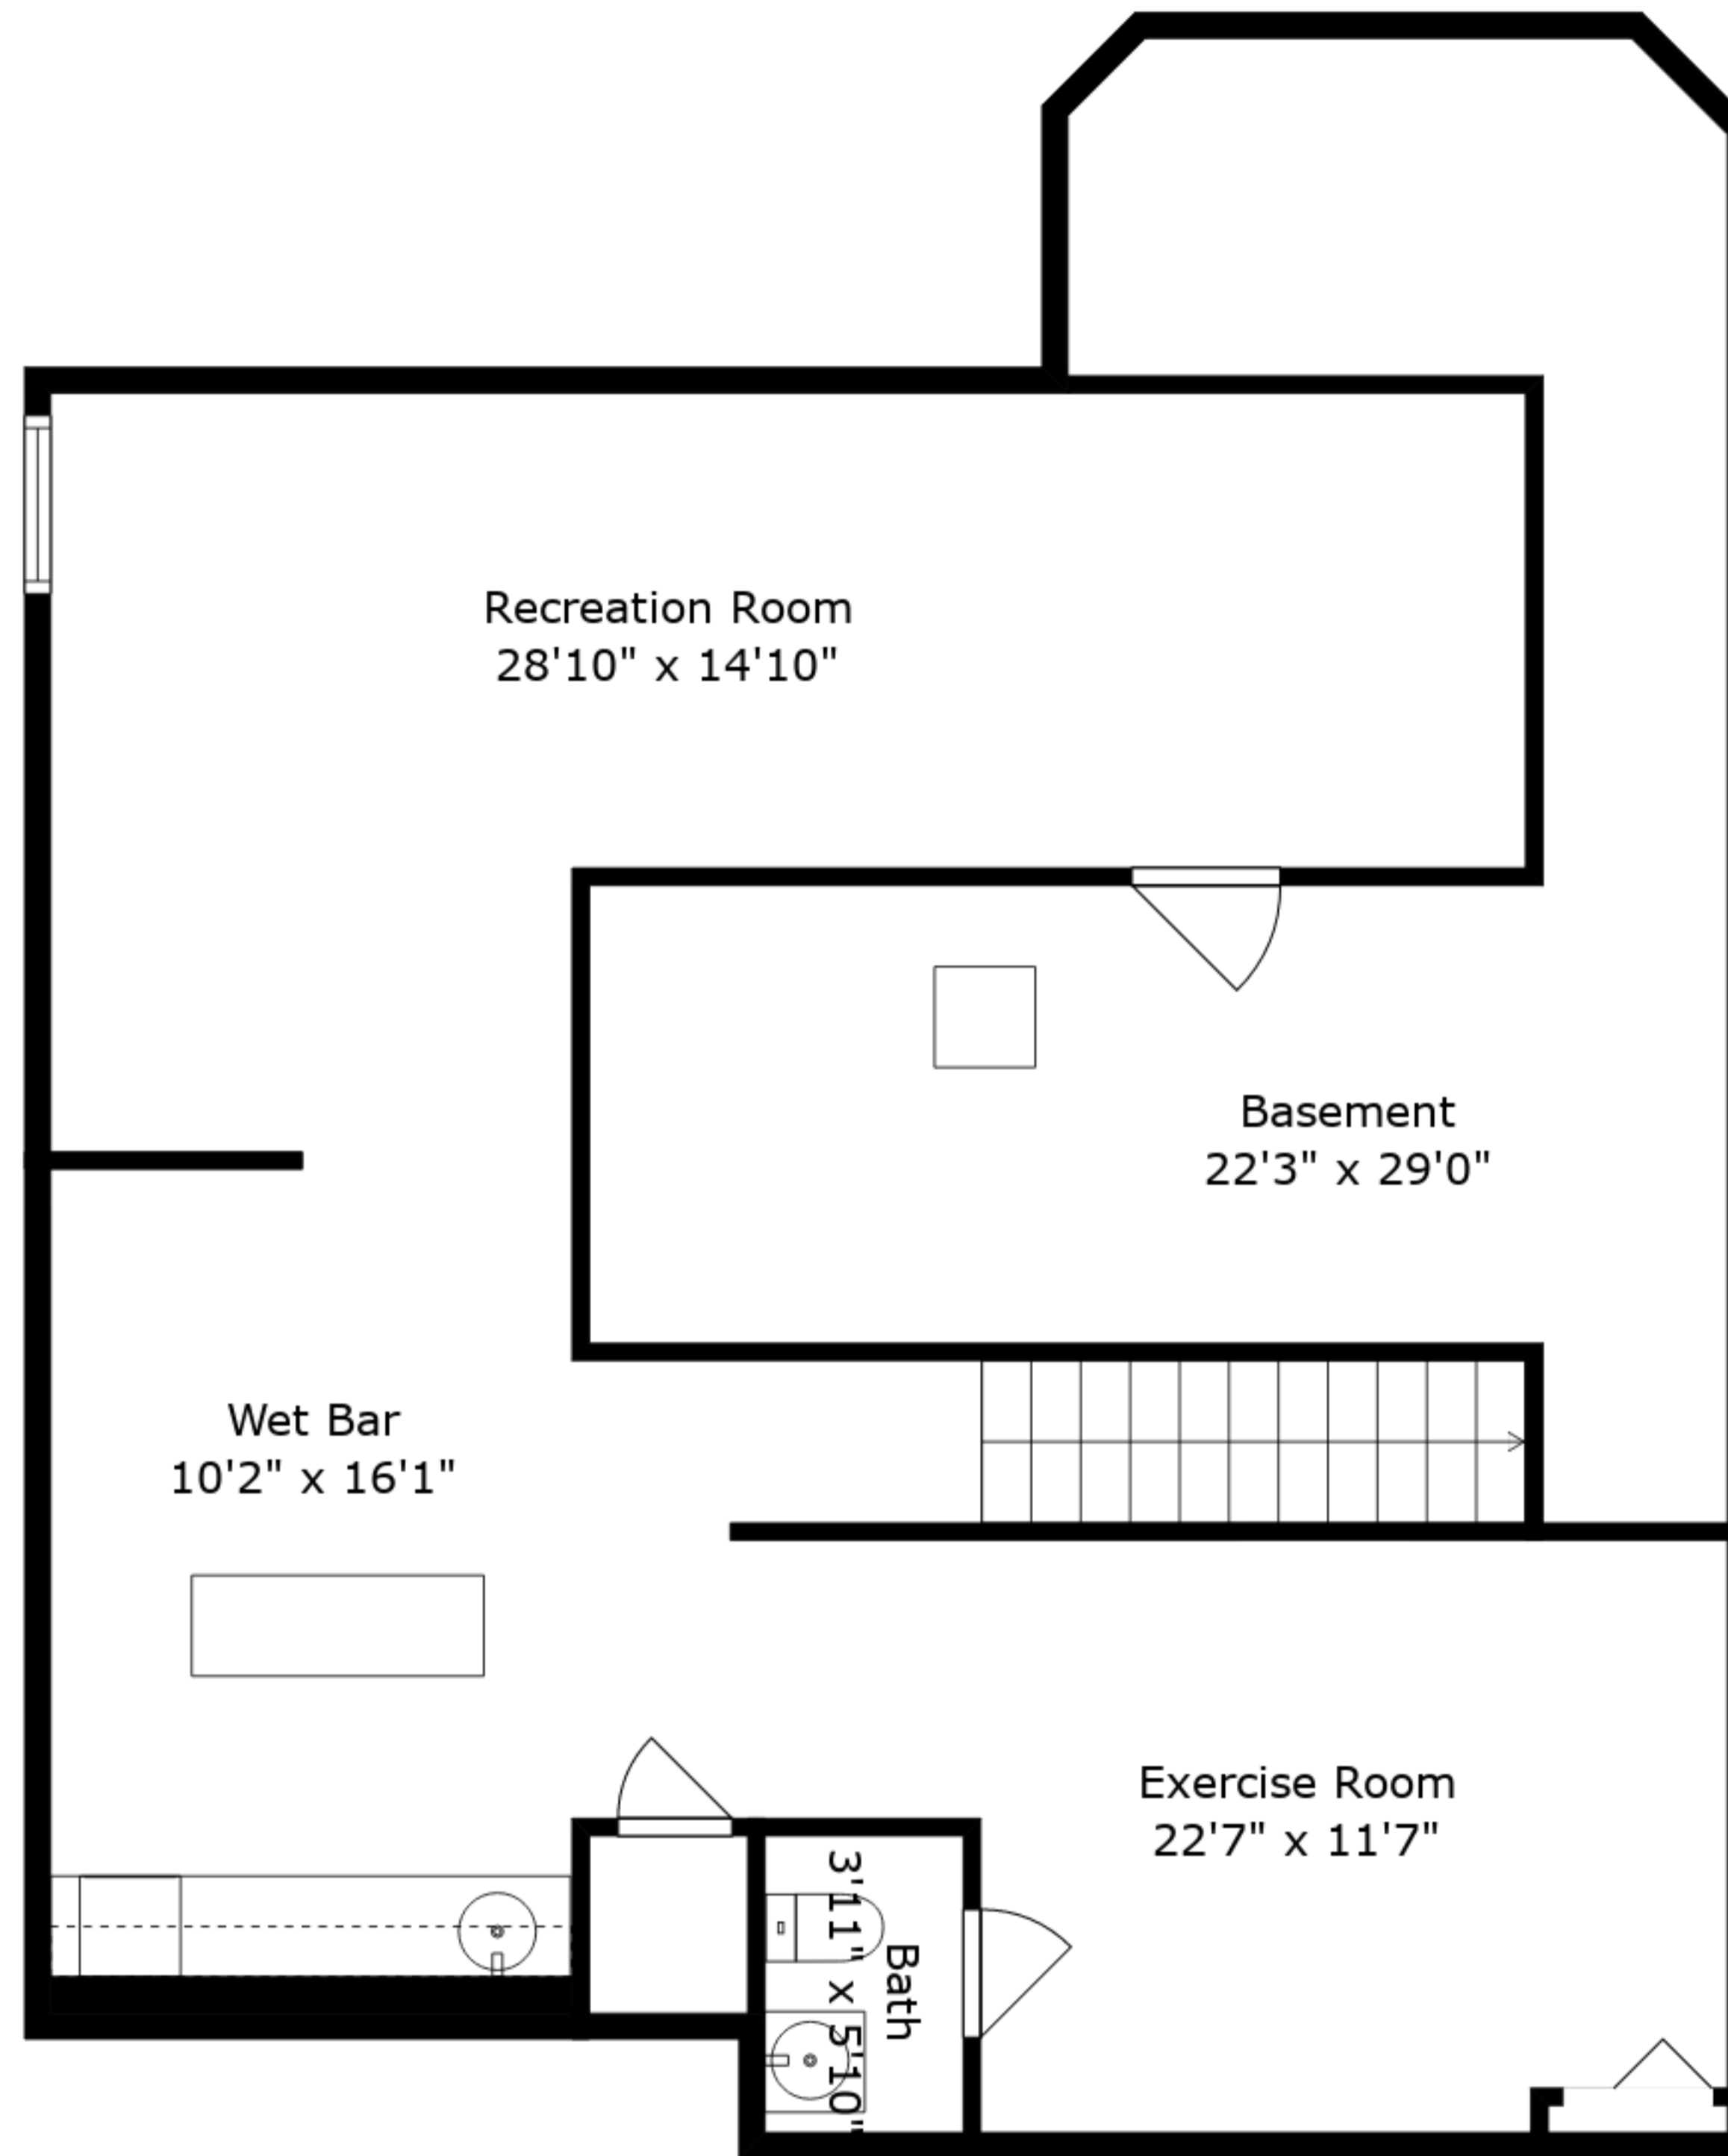 Recreation Room
28'10" x 14'10"
Basement
22'3" x 29'0"
Wet Bar
10'2" x 16'1"
Exercise Room
22'7" x 11'7"
Bath
3'11" x 5'10"